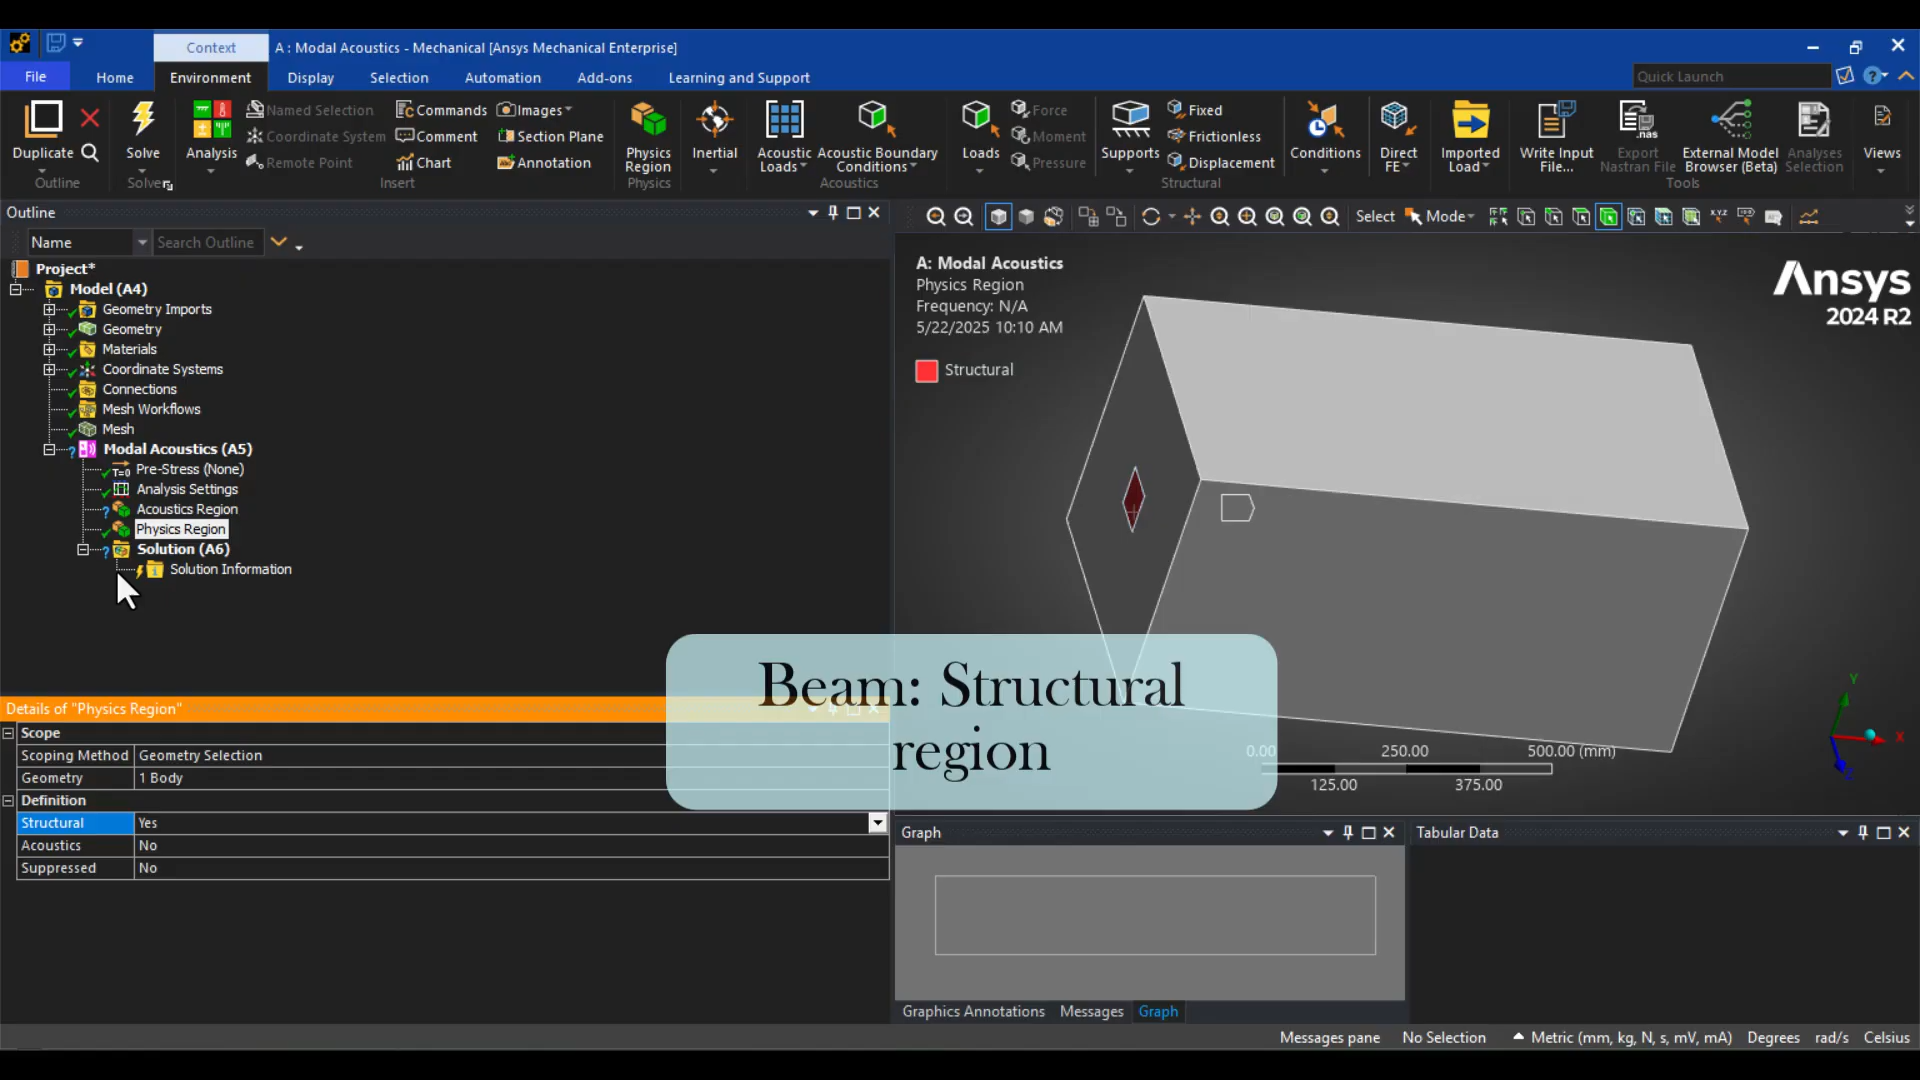 Context
A : Modal Acoustics - Mechanical [Ansys Mechanical Enterprise]
File
Home
Environment
Display
Selection
Automation
Add-ons
Learning and Support
Quick Launch
Duplicate
Outline
Solve
Solve
Analysis
Named Selection
Coordinate System
Remote Point
Commands
Comment
Chart
Images
Section Plane
Annotation
Insert
Physics
Region
Physics
Inertial
Acoustic
Loads
Acoustic Boundary
Conditions
Acoustics
Loads
Force
Moment
Pressure
Supports
Fixed
Frictionless
Displacement
Structural
Conditions
Direct
FE
Imported
Load
Write Input
File...
.nas
Export
Nastran File
External Model
Browser (Beta)
Analyses
Selection
Tools
Views
Outline
Name
Search Outline
Project*
Model (A4)
Geometry Imports
Geometry
Materials
Coordinate Systems
Connections
Mesh Workflows
Mesh
Modal Acoustics (A5)
T=0 Pre-Stress (None)
Analysis Settings
Acoustics Region
Physics Region
Solution (A6)
Solution Information
Select
Mode
A: Modal Acoustics
Physics Region
Frequency: N/A
5/22/2025 10:10 AM
Structural
Ansys
2024 R2
Beam: Structural
region
Y
X
Z
0.00
250.00
500.00 (mm)
125.00
375.00
Details of "Physics Region"
Scope
Scoping Method Geometry Selection
Geometry 1 Body
Definition
Structural Yes
Acoustics No
Suppressed No
Graph
Tabular Data
Graphics Annotations
Messages
Graph
Messages pane
No Selection
Metric (mm, kg, N, s, mV, mA)
Degrees
rad/s
Celsius